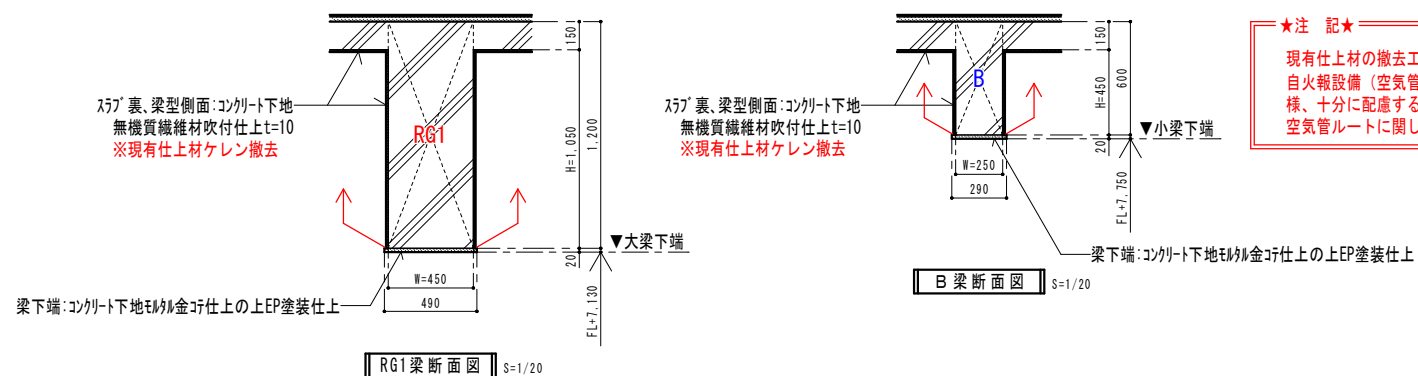 スラブ裏、梁型側面:コンクリート下地
無機質繊維材吹付仕上t=10
※現有仕上材ケレン撤去
RG1
150
H=1,050
1,200
20
▼大梁下端
FL+7,130
W=450
490
梁下端:コンクリート下地モルタル金コテ仕上の上EP塗装仕上
RG1梁断面図 S=1/20
スラブ裏、梁型側面:コンクリート下地
無機質繊維材吹付仕上t=10
※現有仕上材ケレン撤去
B
150
H=450
600
20
▼小梁下端
FL+7,750
W=250
290
梁下端:コンクリート下地モルタル金コテ仕上の上EP塗装仕上
B 梁断面図 S=1/20
★注 記★
現有仕上材の撤去工
自火報設備(空気管
様、十分に配慮する
空気管ルートに関し